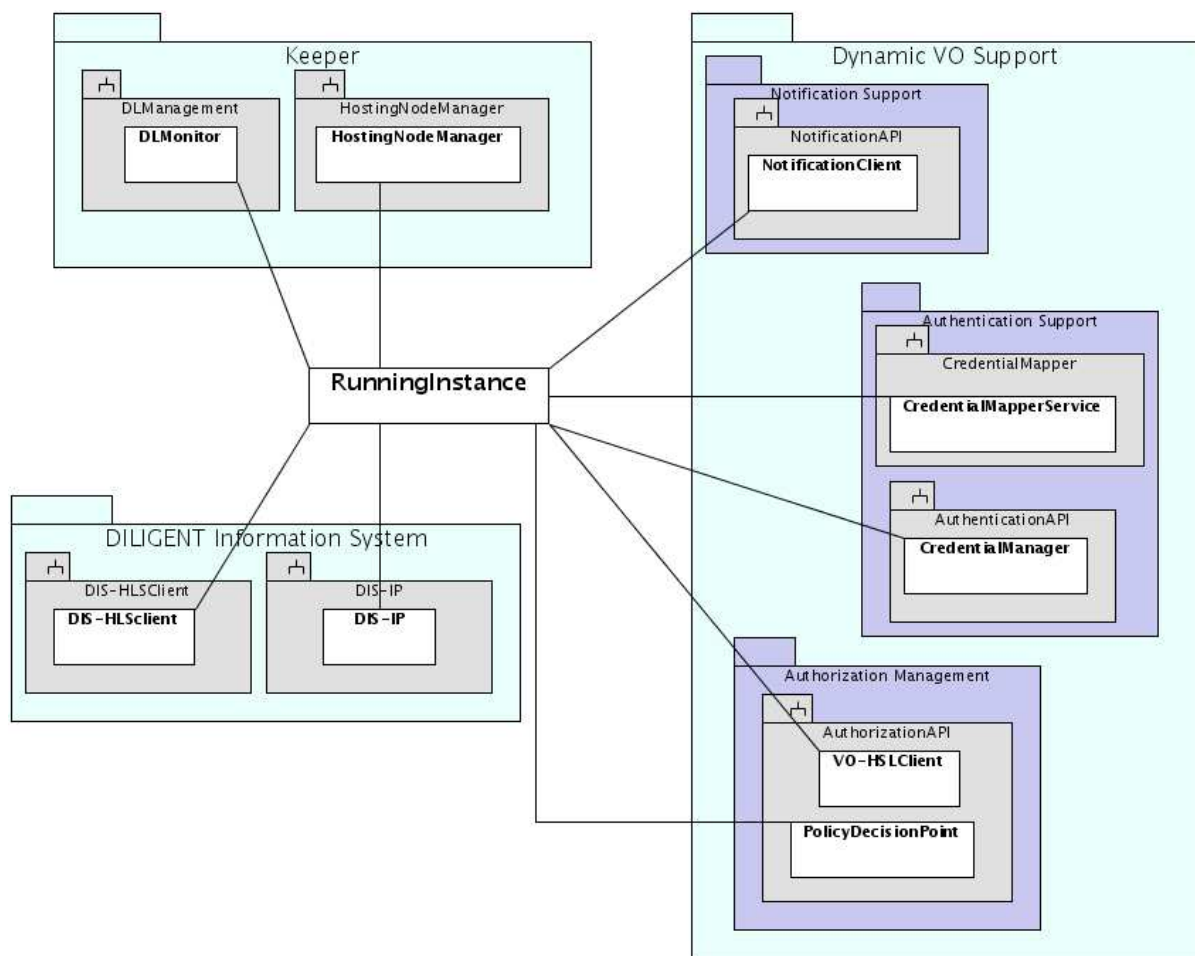 Keeper
DLManagement
DLMonitor
HostingNodeManager
HostingNodeManager
Dynamic VO Support
Notification Support
NotificationAPI
NotificationClient
Authentication Support
CredentialMapper
CredentialMapperService
AuthenticationAPI
CredentialManager
RunningInstance
DILIGENT Information System
DIS-HLSClient
DIS-HLSclient
DIS-IP
DIS-IP
Authorization Management
AuthorizationAPI
VO-HSLClient
PolicyDecisionPoint